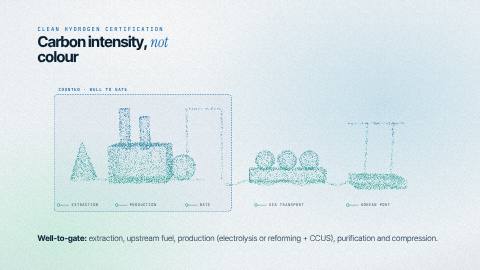 CLEAN HYDROGEN CERTIFICATION
Carbon intensity, not
colour
COUNTED · WELL TO GATE
EXTRACTION
PRODUCTION
GATE
SEA TRANSPORT
KOREAN PORT
Well-to-gate: extraction, upstream fuel, production (electrolysis or reforming + CCUS), purification and compression.